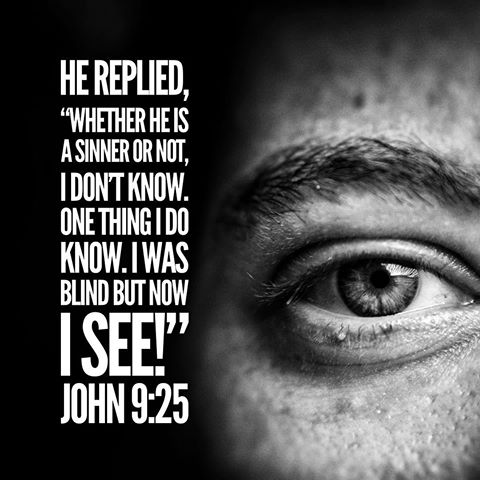 HE REPLIED,
“WHETHER HE IS
A SINNER OR NOT,
I DON’T KNOW.
ONE THING I DO
KNOW. I WAS
BLIND BUT NOW
I SEE!”
JOHN 9:25